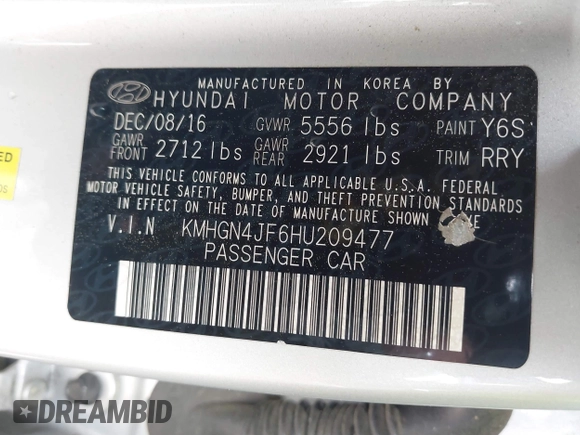 MANUFACTURED IN KOREA BY
HYUNDAI MOTOR COMPANY
DEC/08/16 GVWR 5556 lbs PAINT Y6S
GAWR FRONT 2712 lbs GAWR REAR 2921 lbs TRIM RRY
THIS VEHICLE CONFORMS TO ALL APPLICABLE U.S.A. FEDERAL
MOTOR VEHICLE SAFETY, BUMPER, AND THEFT PREVENTION STANDARDS
IN EFFECT ON THE DATE OF MANUFACTURE SHOWN
V.I.N KMHGN4JF6HU209477
PASSENGER CAR
DREAMBID